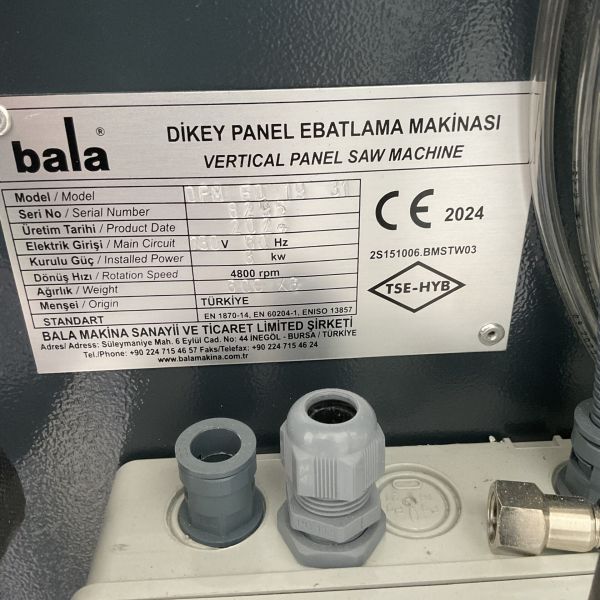 bala ®
DİKEY PANEL EBATLAMA MAKİNASI
VERTICAL PANEL SAW MACHINE
Model / Model
Seri No / Serial Number
Üretim Tarihi / Product Date
Elektrik Girişi / Main Circuit V Hz
Kurulu Güç / Installed Power kw
Dönüş Hızı / Rotation Speed 4800 rpm
Ağırlık / Weight
Menşei / Origin TÜRKİYE
STANDART EN 1870-14, EN 60204-1, ENISO 13857
CE 2024
2S151006.BMSTW03
TSE-HYB
BALA MAKİNA SANAYİİ VE TİCARET LİMİTED ŞİRKETİ
Adres/ Address: Süleymaniye Mah. 6 Eylül Cad. No: 44 İNEGÖL - BURSA / TÜRKİYE
Tel./Phone: +90 224 715 46 57 Faks/Telefax: +90 224 715 46 24
www.balamakina.com.tr